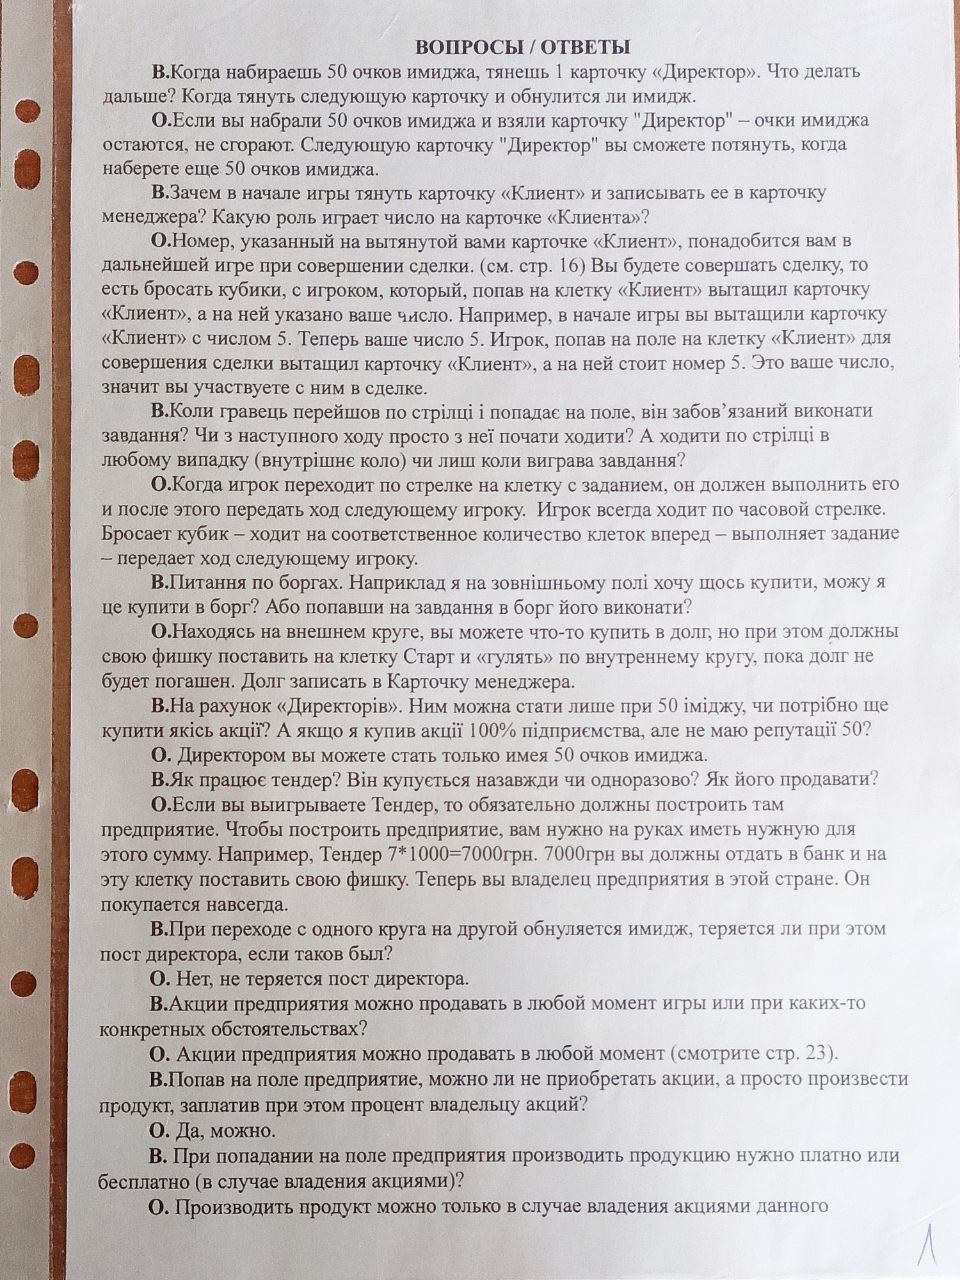 ВОПРОСЫ / ОТВЕТЫ
В.Когда набираешь 50 очков имиджа, тянешь 1 карточку «Директор». Что делать
дальше? Когда тянуть следующую карточку и обнулится ли имидж.
О.Если вы набрали 50 очков имиджа и взяли карточку "Директор" – очки имиджа
остаются, не сгорают. Следующую карточку "Директор" вы сможете потянуть, когда
наберете еще 50 очков имиджа.
В.Зачем в начале игры тянуть карточку «Клиент» и записывать ее в карточку
менеджера? Какую роль играет число на карточке «Клиента»?
О.Номер, указанный на вытянутой вами карточке «Клиент», понадобится вам в
дальнейшей игре при совершении сделки. (см. стр. 16) Вы будете совершать сделку, то
есть бросать кубики, с игроком, который, попав на клетку «Клиент» вытащил карточку
«Клиент», а на ней указано ваше число. Например, в начале игры вы вытащили карточку
«Клиент» с числом 5. Теперь ваше число 5. Игрок, попав на поле на клетку «Клиент» для
совершения сделки вытащил карточку «Клиент», а на ней стоит номер 5. Это ваше число,
значит вы участвуете с ним в сделке.
В.Коли гравець перейшов по стрілці і попадає на поле, він забов’язаний виконати
завдання? Чи з наступного ходу просто з неї почати ходити? А ходити по стрілці в
любому випадку (внутрішнє коло) чи лиш коли виграва завдання?
О.Когда игрок переходит по стрелке на клетку с заданием, он должен выполнить его
и после этого передать ход следующему игроку. Игрок всегда ходит по часовой стрелке.
Бросает кубик – ходит на соответственное количество клеток вперед – выполняет задание
– передает ход следующему игроку.
В.Питання по боргах. Наприклад я на зовнішньому полі хочу щось купити, можу я
це купити в борг? Або попавши на завдання в борг його виконати?
О.Находясь на внешнем круге, вы можете что-то купить в долг, но при этом должны
свою фишку поставить на клетку Старт и «гулять» по внутреннему кругу, пока долг не
будет погашен. Долг записать в Карточку менеджера.
В.На рахунок «Директорів». Ним можна стати лише при 50 іміджу, чи потрібно ще
купити якісь акції? А якщо я купив акції 100% підприємства, але не маю репутації 50?
О. Директором вы можете стать только имея 50 очков имиджа.
В.Як працює тендер? Він купується назавжди чи одноразово? Як його продавати?
О.Если вы выигрываете Тендер, то обязательно должны построить там
предприятие. Чтобы построить предприятие, вам нужно на руках иметь нужную для
этого сумму. Например, Тендер 7*1000=7000грн. 7000грн вы должны отдать в банк и на
эту клетку поставить свою фишку. Теперь вы владелец предприятия в этой стране. Он
покупается навсегда.
В.При переходе с одного круга на другой обнуляется имидж, теряется ли при этом
пост директора, если таков был?
О. Нет, не теряется пост директора.
В.Акции предприятия можно продавать в любой момент игры или при каких-то
конкретных обстоятельствах?
О. Акции предприятия можно продавать в любой момент (смотрите стр. 23).
В.Попав на поле предприятие, можно ли не приобретать акции, а просто произвести
продукт, заплатив при этом процент владельцу акций?
О. Да, можно.
В. При попадании на поле предприятия производить продукцию нужно платно или
бесплатно (в случае владения акциями)?
О. Производить продукт можно только в случае владения акциями данного